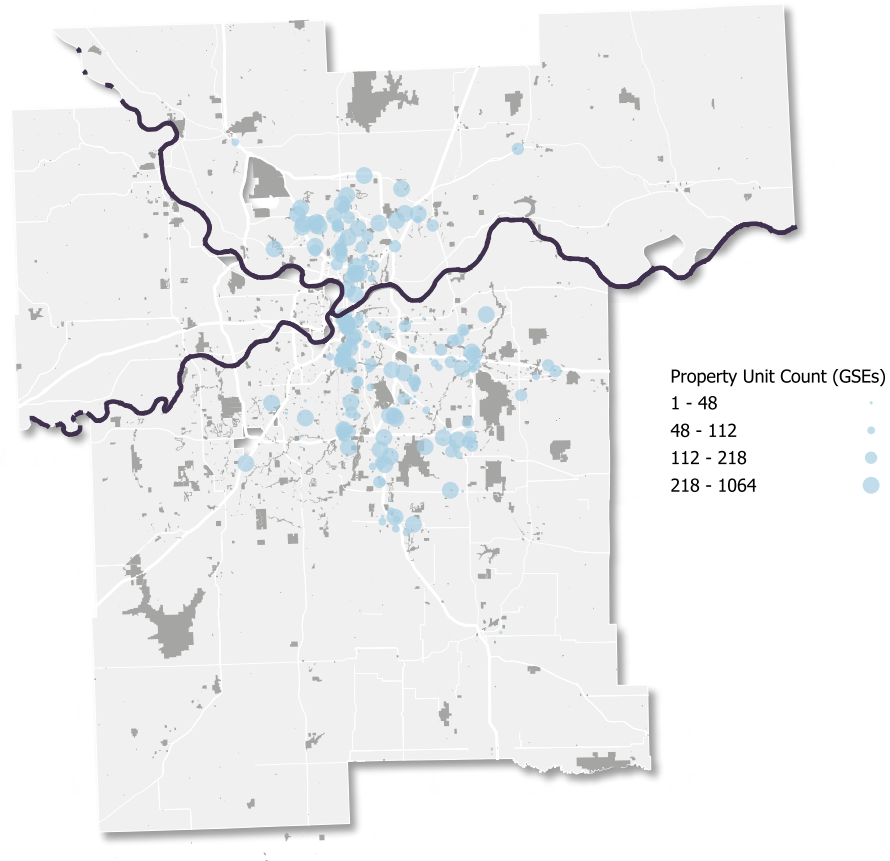 Property Unit Count (GSEs)
1 - 48
48 - 112
112 - 218
218 - 1064